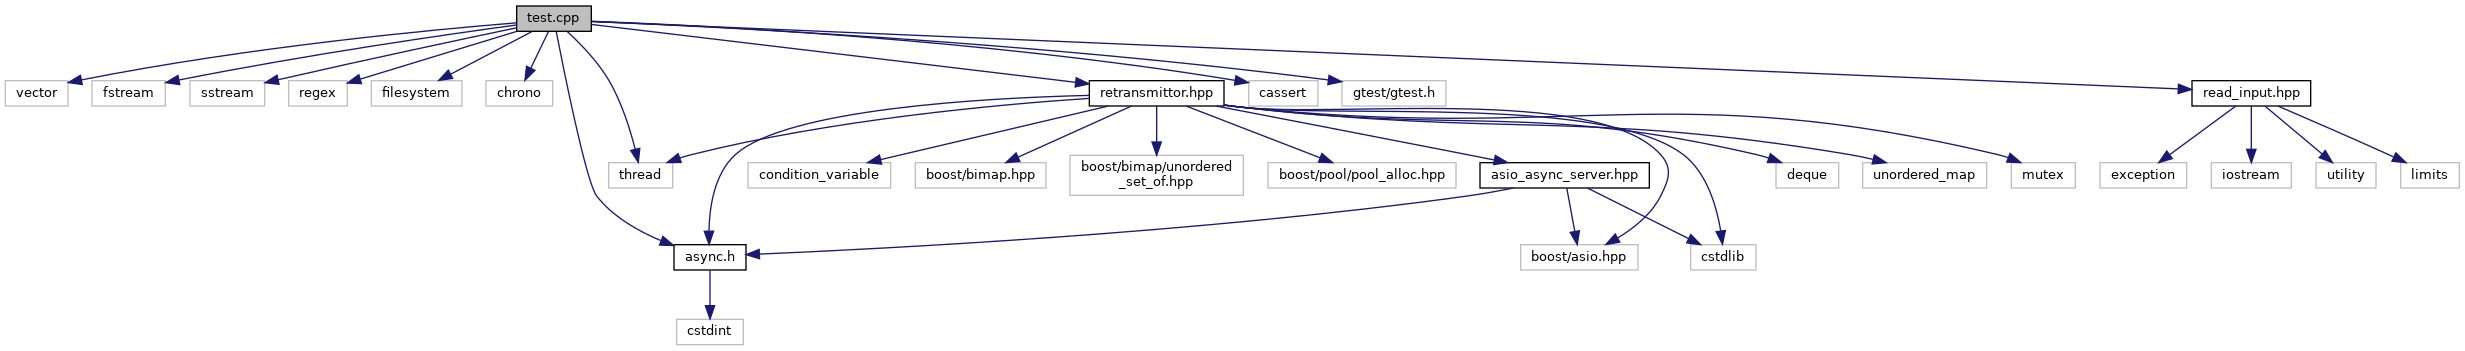 test.cpp
vector
fstream
sstream
regex
filesystem
chrono
retransmittor.hpp
cassert
gtest/gtest.h
read_input.hpp
thread
condition_variable
boost/bimap.hpp
boost/bimap/unordered
_set_of.hpp
boost/pool/pool_alloc.hpp
asio_async_server.hpp
deque
unordered_map
mutex
exception
iostream
utility
limits
async.h
boost/asio.hpp
cstdlib
cstdint